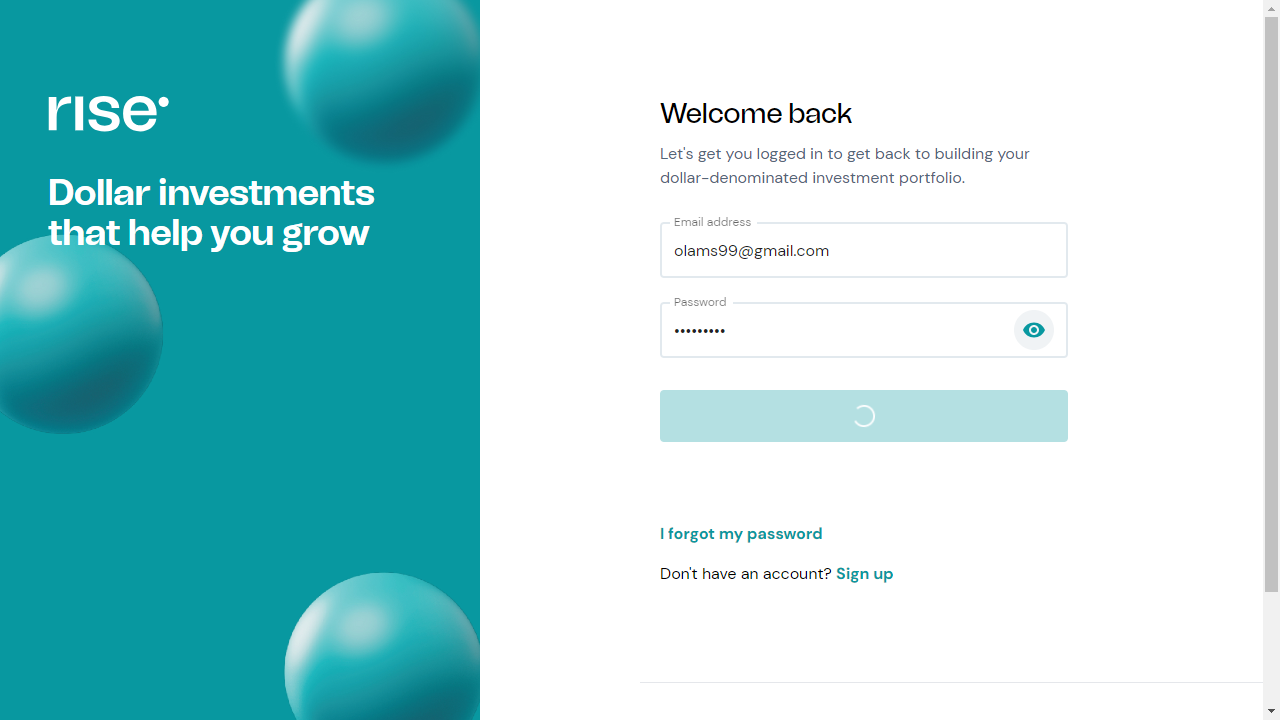 rıse
Dollar investments
that help you grow
Welcome back
Let's get you logged in to get back to building your
dollar-denominated investment portfolio.
Email address
olams99@gmail.com
Password
•••••••••
I forgot my password
Don't have an account? Sign up